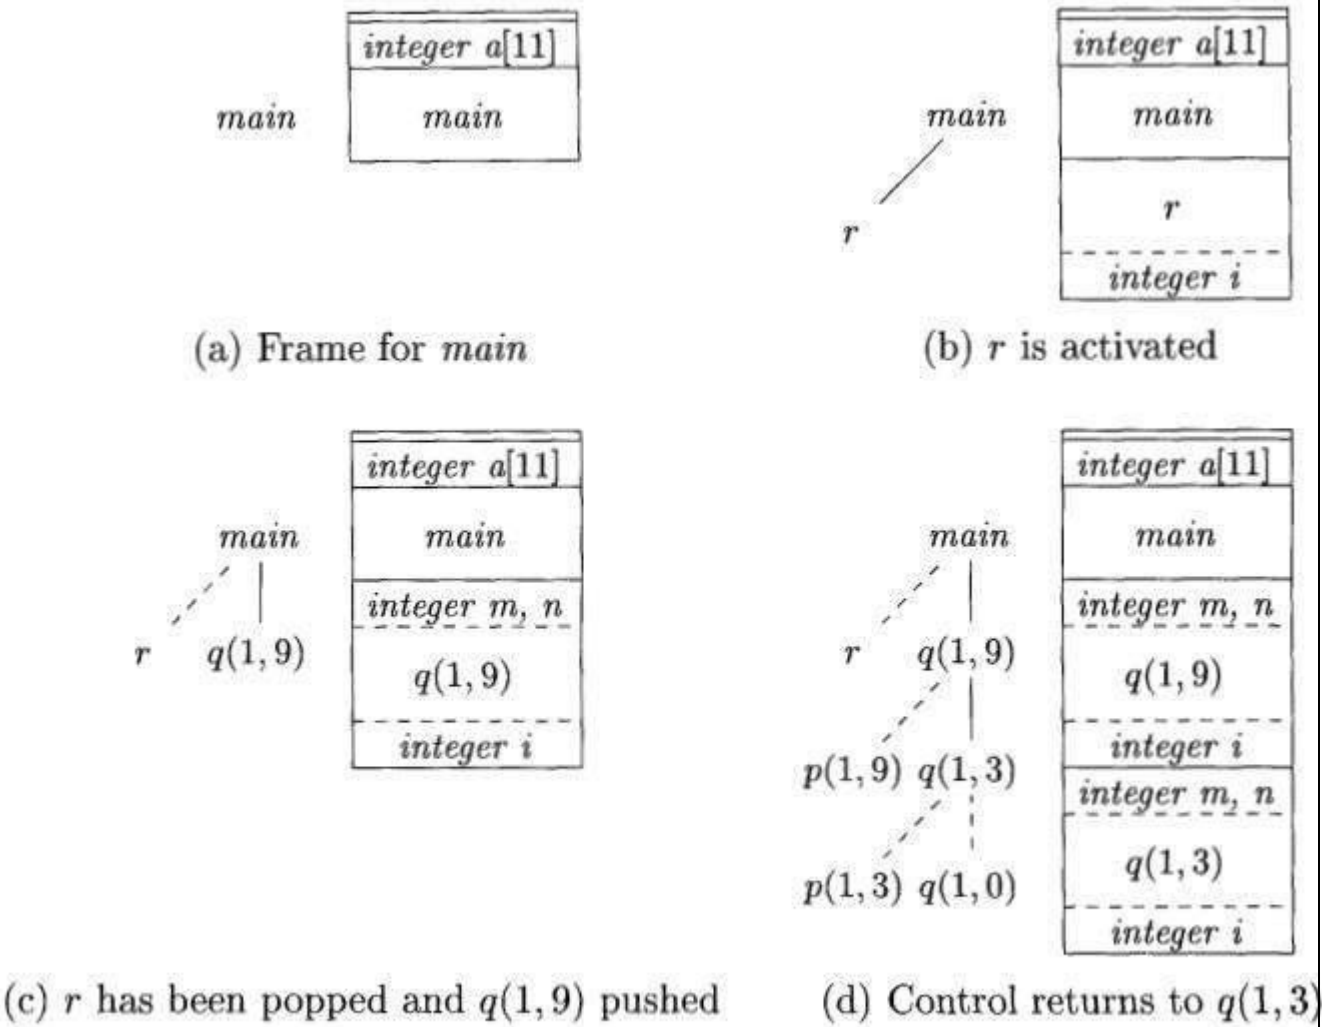 integer a[11]
main
main
(a) Frame for main
integer a[11]
main
main
r
r
integer i
(b) r is activated
integer a[11]
main
main
integer m, n
r
q(1, 9)
q(1, 9)
integer i
(c) r has been popped and q(1, 9) pushed
integer a[11]
main
main
integer m, n
r
q(1, 9)
q(1, 9)
integer i
p(1, 9) q(1, 3)
integer m, n
q(1, 3)
p(1, 3) q(1, 0)
integer i
(d) Control returns to q(1, 3)